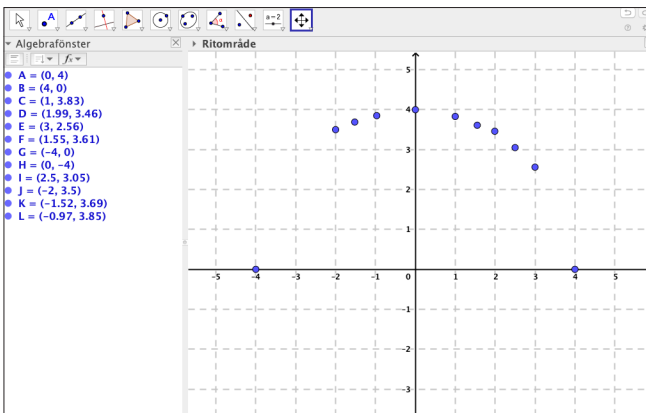 a=2
Algebrafönster
Ritområde
A = (0, 4)
B = (4, 0)
C = (1, 3.83)
D = (1.99, 3.46)
E = (3, 2.56)
F = (1.55, 3.61)
G = (−4, 0)
H = (0, −4)
I = (2.5, 3.05)
J = (−2, 3.5)
K = (−1.52, 3.69)
L = (−0.97, 3.85)
5
4
3
2
1
-5 -4 -3 -2 -1 0 1 2 3 4 5
-1
-2
-3